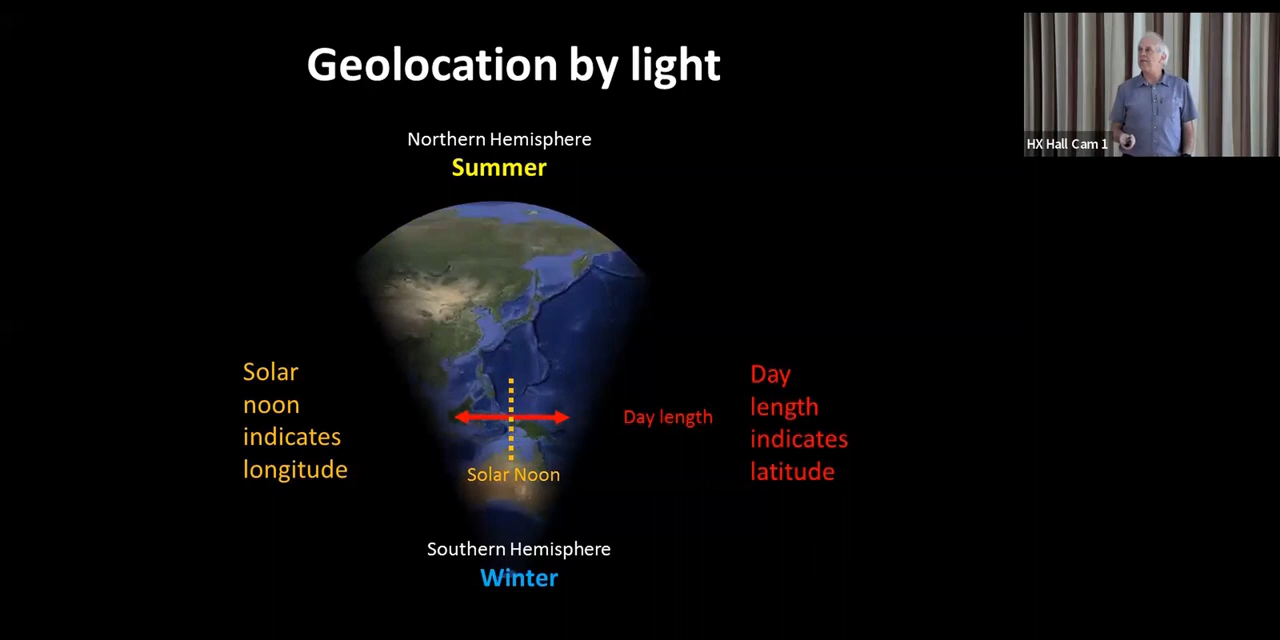 Geolocation by light
HX Hall Cam 1
Northern Hemisphere
Summer
Solar
noon
indicates
longitude
Day length
Day
length
indicates
latitude
Solar Noon
Southern Hemisphere
Winter